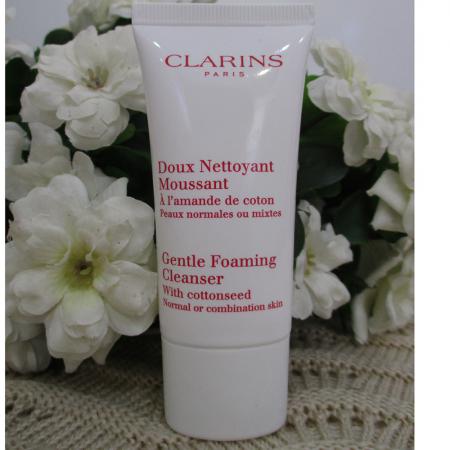 CLARINS
PARIS
Doux Nettoyant
Moussant
À l'amande de coton
Peaux normales ou mixtes
Gentle Foaming
Cleanser
With cottonseed
Normal or combination skin